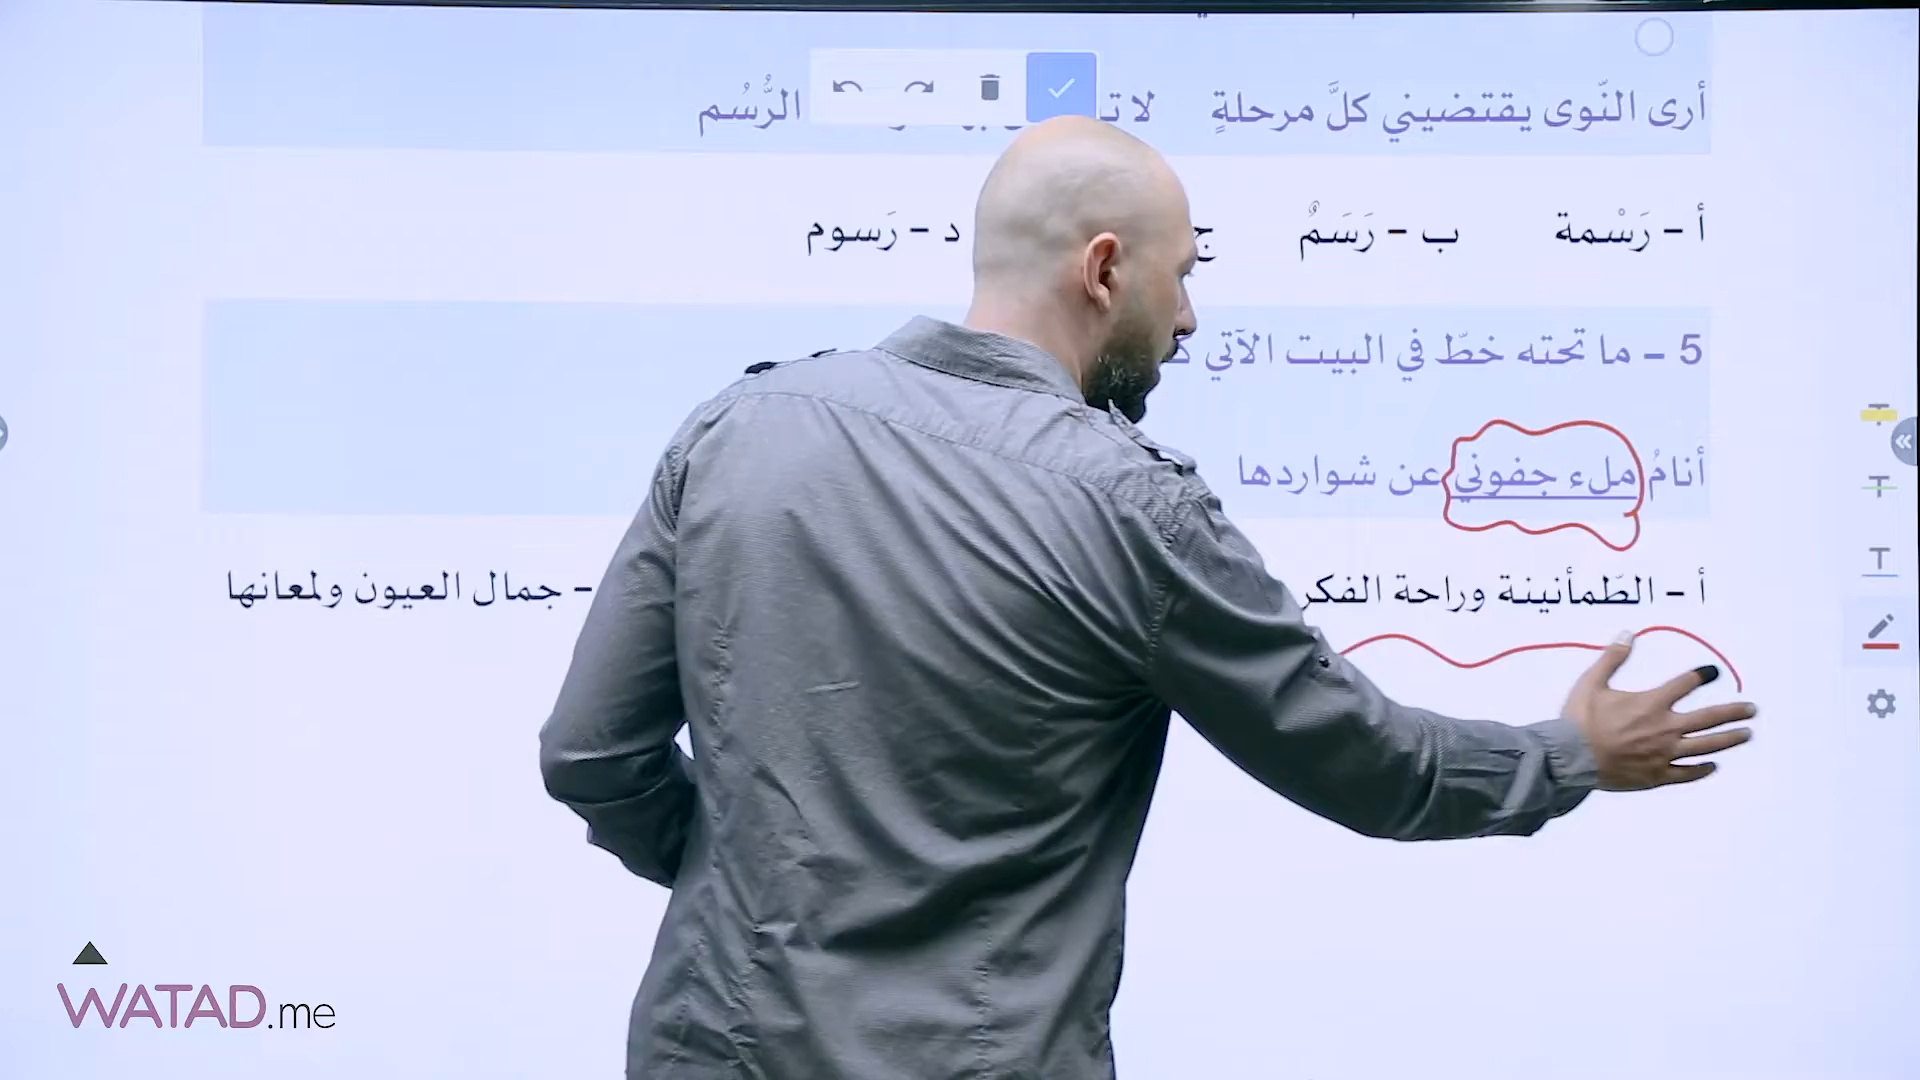 أرى النّوى يقتضيني كلَّ مرحلةٍ لا الرُّسُم
أ – رَسْمة ب – رَسَمٌ ج د – رَسوم
5 – ما تحته خطّ في البيت الآتي
أنامُ ملء جفوني عن شواردها
أ – الطّمأنينة وراحة الفكر – جمال العيون ولمعانها
WATAD.me